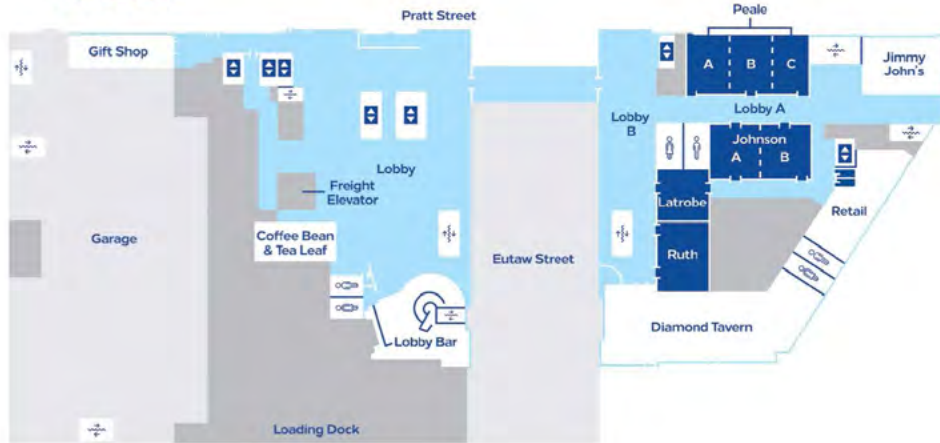 Pratt Street
Peale
Gift Shop
A
B
C
Jimmy
John's
Lobby
B
Lobby A
Johnson
A
B
Lobby
Freight
Elevator
Latrobe
Retail
Garage
Coffee Bean
& Tea Leaf
Eutaw Street
Ruth
Lobby Bar
Diamond Tavern
Loading Dock